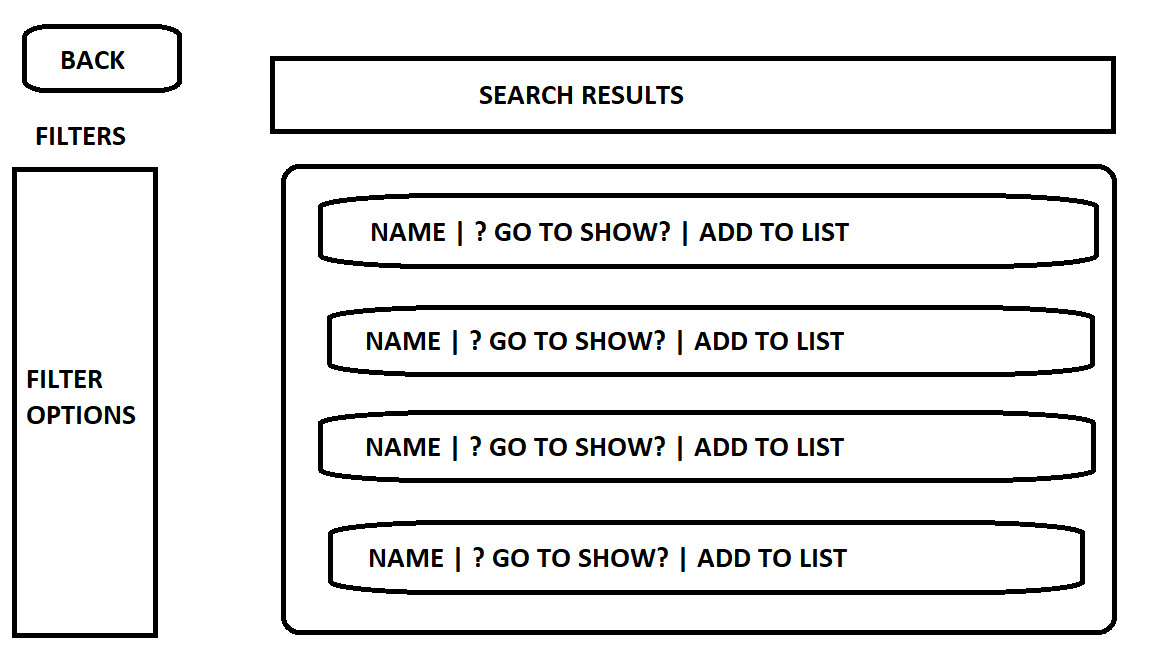 BACK
FILTERS
FILTER
OPTIONS
SEARCH RESULTS
NAME | ? GO TO SHOW? | ADD TO LIST
NAME | ? GO TO SHOW? | ADD TO LIST
NAME | ? GO TO SHOW? | ADD TO LIST
NAME | ? GO TO SHOW? | ADD TO LIST